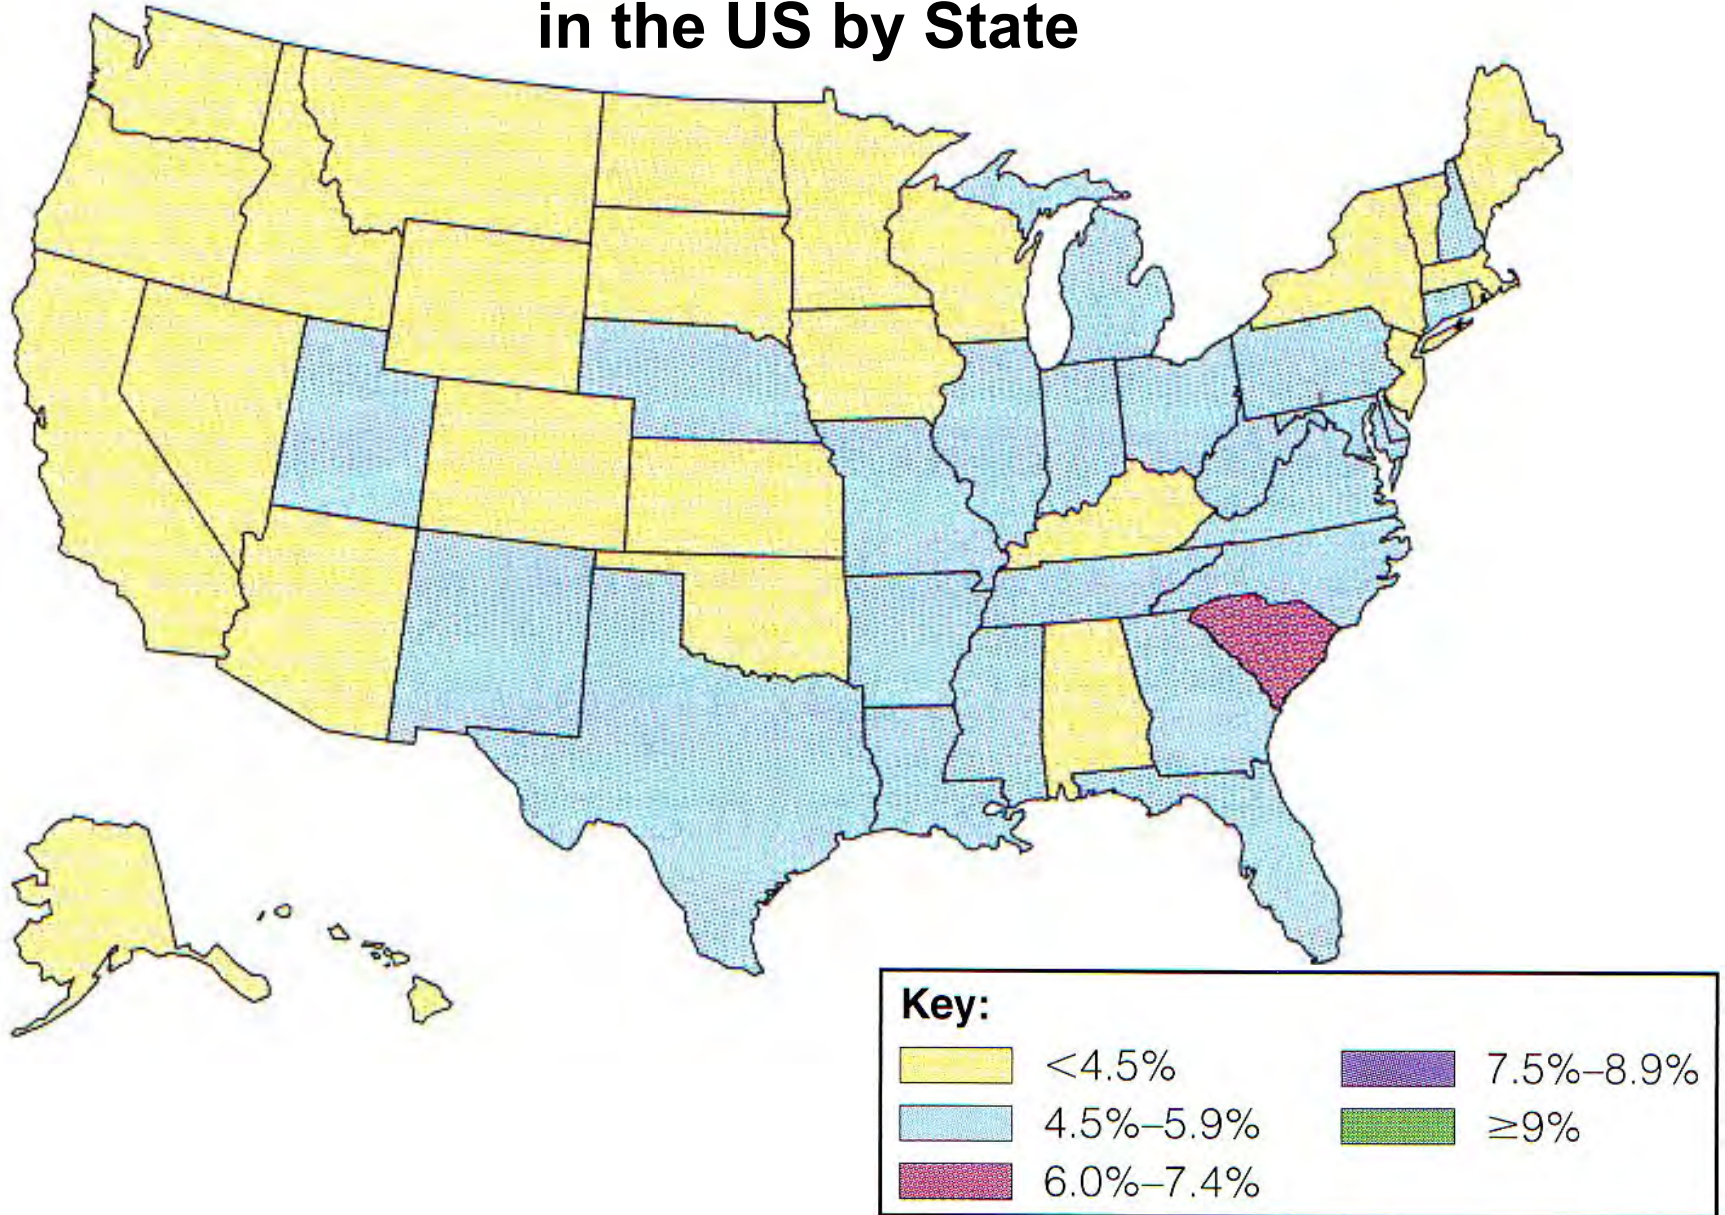 in the US by State
Key:
<4.5%
4.5%–5.9%
6.0%–7.4%
7.5%–8.9%
≥9%